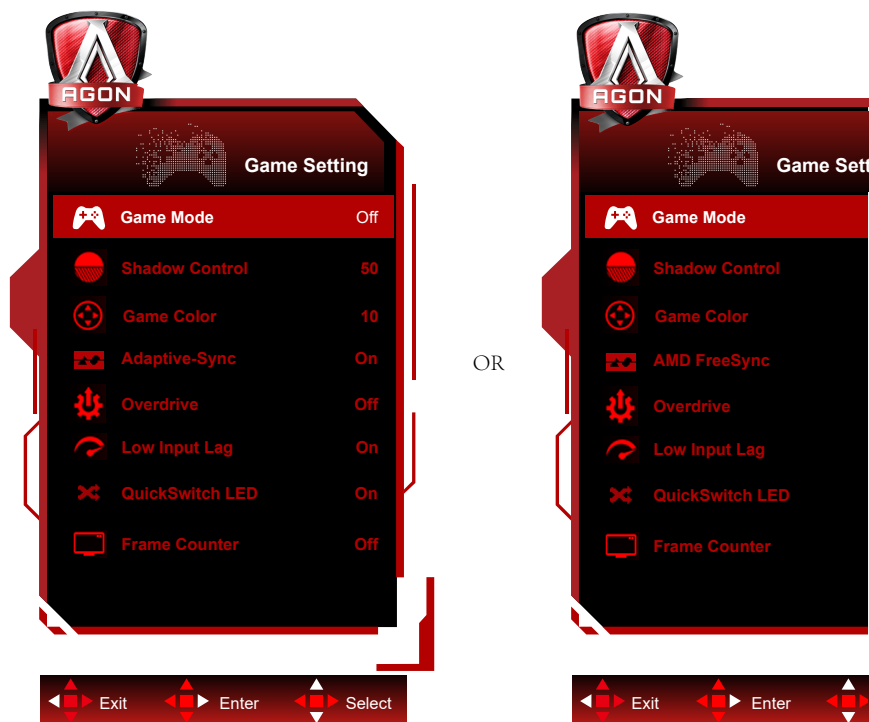 AGON
Game Setting
Game Mode Off
Shadow Control 50
Game Color 10
Adaptive-Sync On
Overdrive Off
Low Input Lag On
QuickSwitch LED On
Frame Counter Off
Exit Enter Select
OR
AGON
Game Sett
Game Mode
Shadow Control
Game Color
AMD FreeSync
Overdrive
Low Input Lag
QuickSwitch LED
Frame Counter
Exit Enter